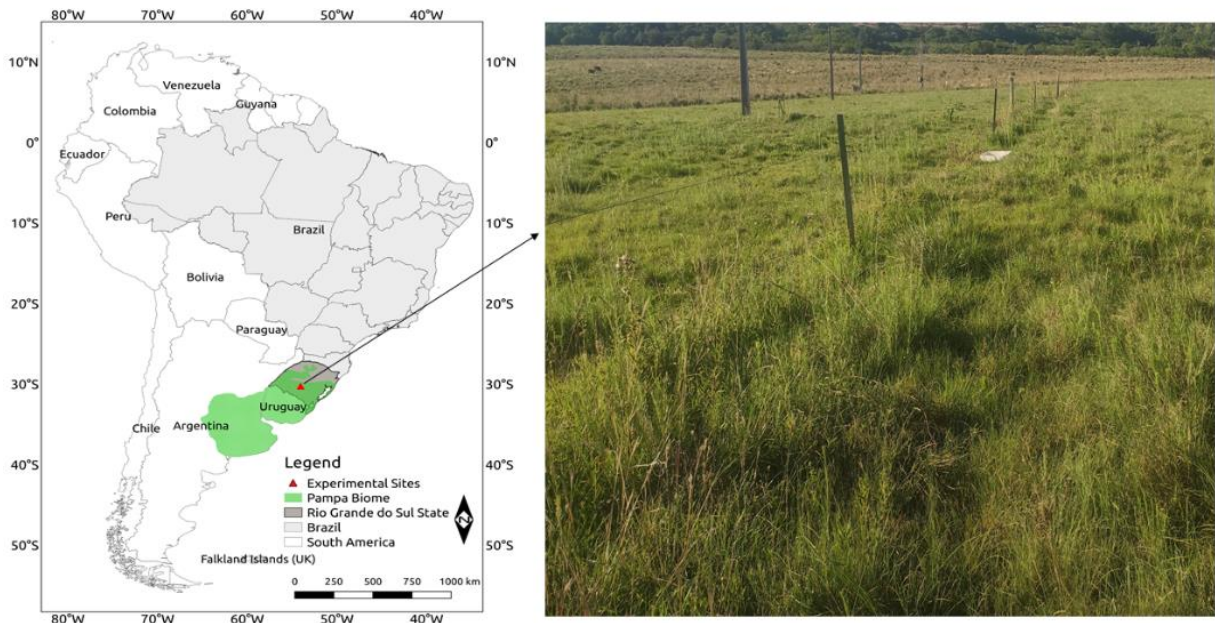 80°W 70°W 60°W 50°W 40°W
10°N 10°N
Venezuela
Guyana
Colombia
0° 0°
Ecuador
10°S Peru Brazil 10°S
Bolivia
20°S 20°S
Paraguay
30°S 30°S
Uruguay
Chile Argentina
40°S 40°S
Legend
Experimental Sites
Pampa Biome
Rio Grande do Sul State
Brazil
South America
N
50°S 50°S
Falkland Islands (UK)
0 250 500 750 1000 km
80°W 70°W 60°W 50°W 40°W